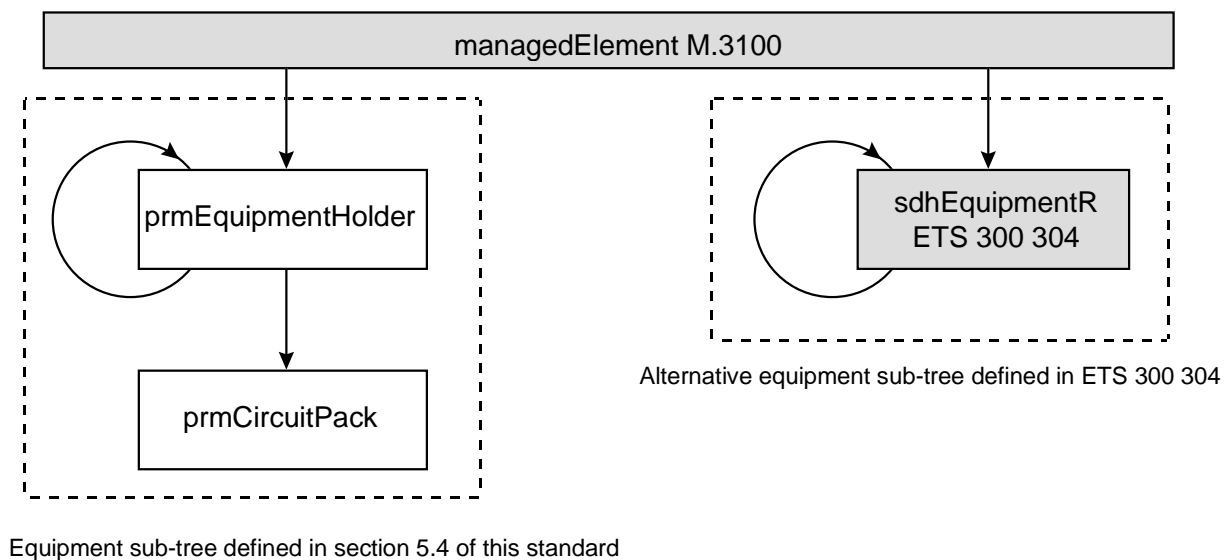 managedElement M.3100
prmEquipmentHolder
sdhEquipmentR
ETS 300 304
prmCircuitPack
Alternative equipment sub-tree defined in ETS 300 304
Equipment sub-tree defined in section 5.4 of this standard